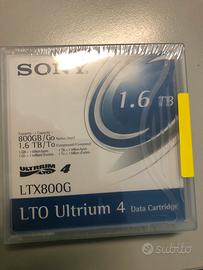 SONY
1.6 TB
800GB/Go
1.6 TB/To
ULTRIUM LTO 4
LTX800G
LTO Ultrium 4 Data Cartridge
subito